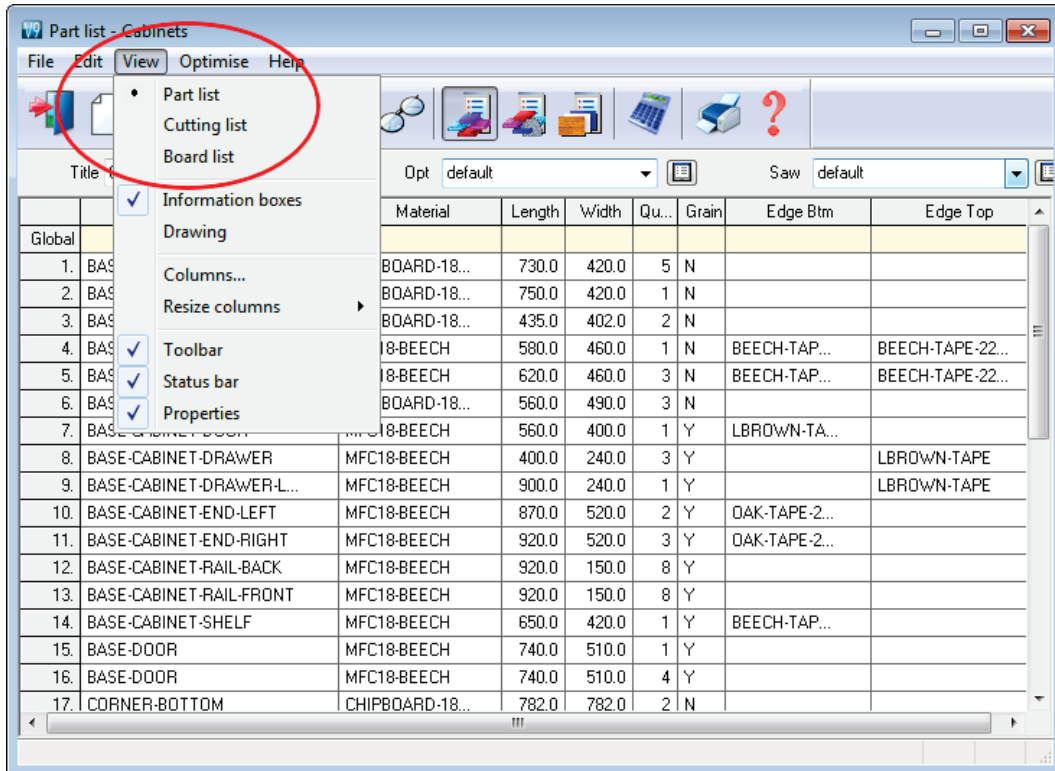 V9 Part list - Cabinets
File Edit View Optimise Help
Part list
Cutting list
Board list
Information boxes
Drawing
Columns...
Resize columns
Toolbar
Status bar
Properties
?
Title Opt default Saw default
Material Length Width Qu... Grain Edge Btm Edge Top
Global
1. BAS BOARD-18... 730.0 420.0 5 N
2. BAS BOARD-18... 750.0 420.0 1 N
3. BAS BOARD-18... 435.0 402.0 2 N
4. BAS 18-BEECH 580.0 460.0 1 N BEECH-TAP... BEECH-TAPE-22...
5. BAS 18-BEECH 620.0 460.0 3 N BEECH-TAP... BEECH-TAPE-22...
6. BAS BOARD-18... 560.0 490.0 3 N
7. BASE-CABINET-DOOR MFC18-BEECH 560.0 400.0 1 Y LBROWN-TA...
8. BASE-CABINET-DRAWER MFC18-BEECH 400.0 240.0 3 Y LBROWN-TAPE
9. BASE-CABINET-DRAWER-L... MFC18-BEECH 900.0 240.0 1 Y LBROWN-TAPE
10. BASE-CABINET-END-LEFT MFC18-BEECH 870.0 520.0 2 Y OAK-TAPE-2...
11. BASE-CABINET-END-RIGHT MFC18-BEECH 920.0 520.0 3 Y OAK-TAPE-2...
12. BASE-CABINET-RAIL-BACK MFC18-BEECH 920.0 150.0 8 Y
13. BASE-CABINET-RAIL-FRONT MFC18-BEECH 920.0 150.0 8 Y
14. BASE-CABINET-SHELF MFC18-BEECH 650.0 420.0 1 Y BEECH-TAP...
15. BASE-DOOR MFC18-BEECH 740.0 510.0 1 Y
16. BASE-DOOR MFC18-BEECH 740.0 510.0 4 Y
17. CORNER-BOTTOM CHIPBOARD-18... 782.0 782.0 2 N